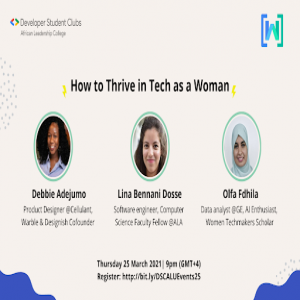 Developer Student Clubs
African Leadership College
How to Thrive in Tech as a Woman
Debbie Adejumo
Product Designer @Cellulant,
Warble & Designish Cofounder
Lina Bennani Dosse
Software engineer, Computer
Science Faculty Fellow @ALA
Olfa Fdhila
Data analyst @GE, AI Enthusiast,
Women Techmakers Scholar
Thursday 25 March 2021| 9pm (GMT+4)
Register: http://bit.ly/DSCALUEvents25